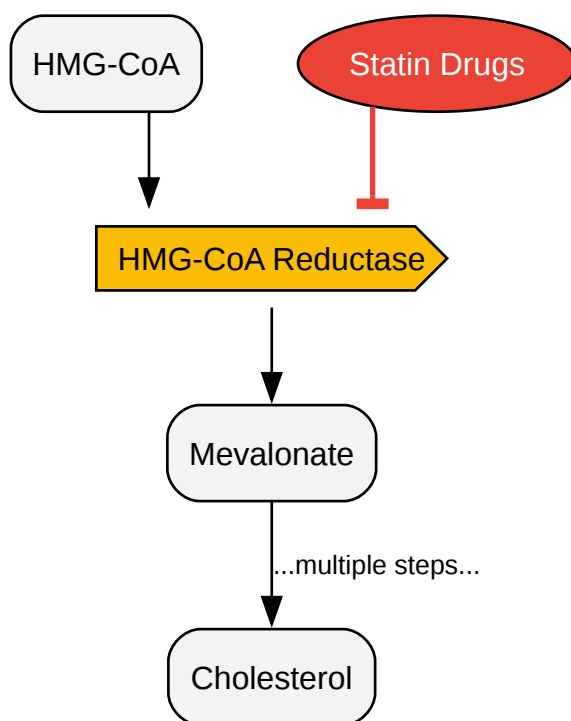 HMG-CoA
Statin Drugs
HMG-CoA Reductase
Mevalonate
...multiple steps...
Cholesterol